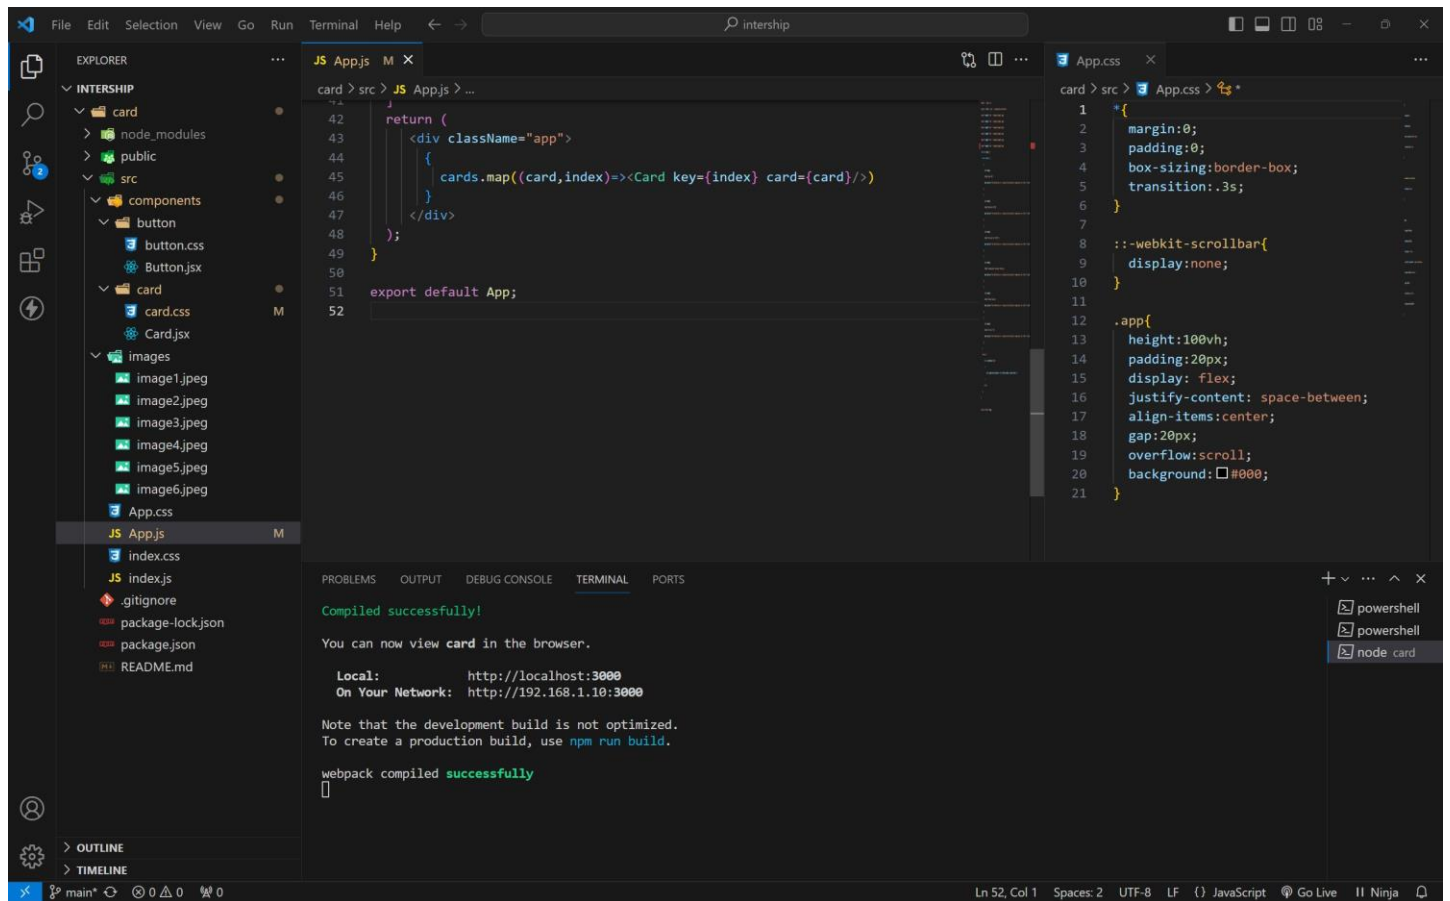 File Edit Selection View Go Run Terminal Help intership
EXPLORER
INTERSHIP
card
node_modules
public
src
components
button
button.css
Button.jsx
card
card.css M
Card.jsx
images
image1.jpeg
image2.jpeg
image3.jpeg
image4.jpeg
image5.jpeg
image6.jpeg
App.css
JS App.js M
index.css
JS index.js
.gitignore
package-lock.json
package.json
README.md
OUTLINE
TIMELINE
2
JS App.js M
card > src > JS App.js > ...
41 ]
42 return (
43 <div className="app">
44 {
45 cards.map((card,index)=><Card key={index} card={card}/>)
46 }
47 </div>
48 );
49 }
50
51 export default App;
52
App.css
card > src > App.css > *
1 *{
2 margin:0;
3 padding:0;
4 box-sizing:border-box;
5 transition:.3s;
6 }
7
8 ::-webkit-scrollbar{
9 display:none;
10 }
11
12 .app{
13 height:100vh;
14 padding:20px;
15 display: flex;
16 justify-content: space-between;
17 align-items:center;
18 gap:20px;
19 overflow:scroll;
20 background:#000;
21 }
PROBLEMS OUTPUT DEBUG CONSOLE TERMINAL PORTS
Compiled successfully!
You can now view card in the browser.
Local: http://localhost:3000
On Your Network: http://192.168.1.10:3000
Note that the development build is not optimized.
To create a production build, use npm run build.
webpack compiled successfully
powershell
powershell
node card
main* 0 0 0 Ln 52, Col 1 Spaces: 2 UTF-8 LF {} JavaScript Go Live Ninja